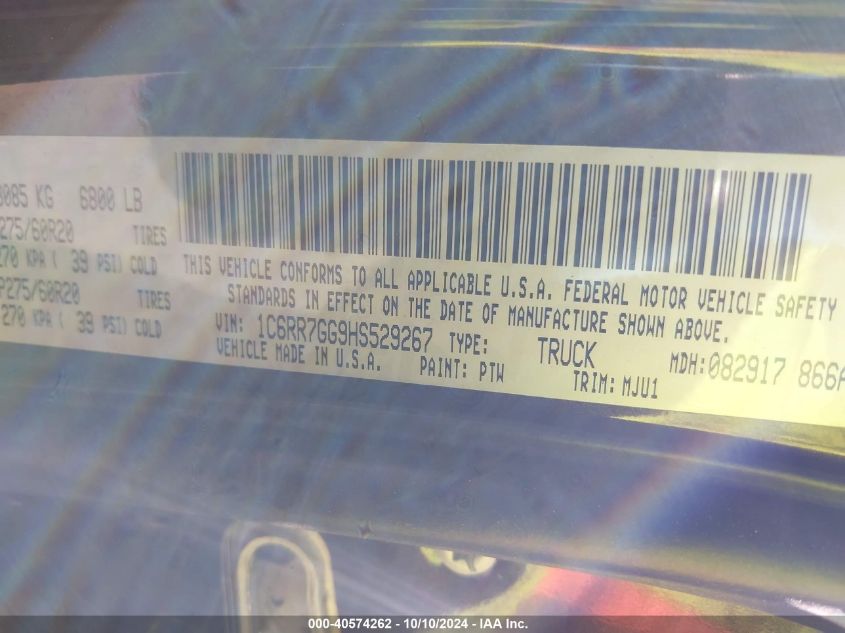 3085 KG 6800 LB
P275/60R20 TIRES
270 KPA ( 39 PSI) COLD
P275/60R20 TIRES
270 KPA ( 39 PSI) COLD
THIS VEHICLE CONFORMS TO ALL APPLICABLE U.S.A. FEDERAL MOTOR VEHICLE SAFETY
STANDARDS IN EFFECT ON THE DATE OF MANUFACTURE SHOWN ABOVE.
VIN: 1C6RR7GG9HS529267 TYPE: TRUCK MDH:082917 866A
VEHICLE MADE IN U.S.A. PAINT: PTW TRIM: MJU1
000-40574262 - 10/10/2024 - IAA Inc.